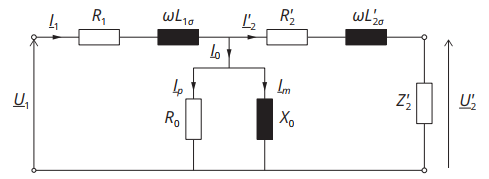 I₁ R₁ ωL₁σ I'₂ R'₂ ωL'₂σ
I₀
Iₚ Iₘ
U₁ R₀ X₀ Z'₂ U'₂